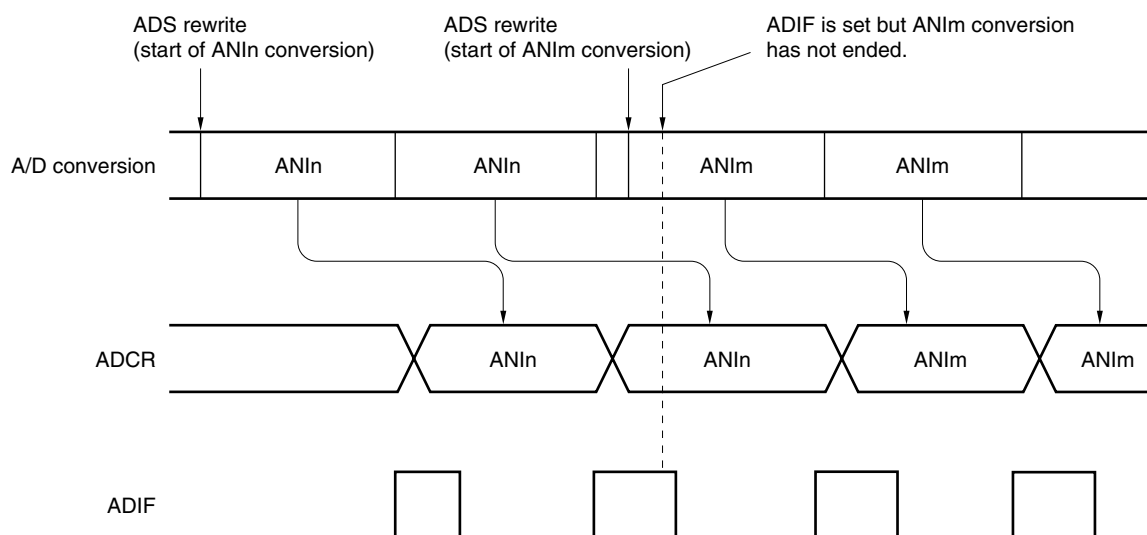 ADS rewrite
(start of ANIn conversion)
ADS rewrite
(start of ANIm conversion)
ADIF is set but ANIm conversion
has not ended.
A/D conversion
ANIn
ANIn
ANIm
ANIm
ADCR
ANIn
ANIn
ANIm
ANIm
ADIF